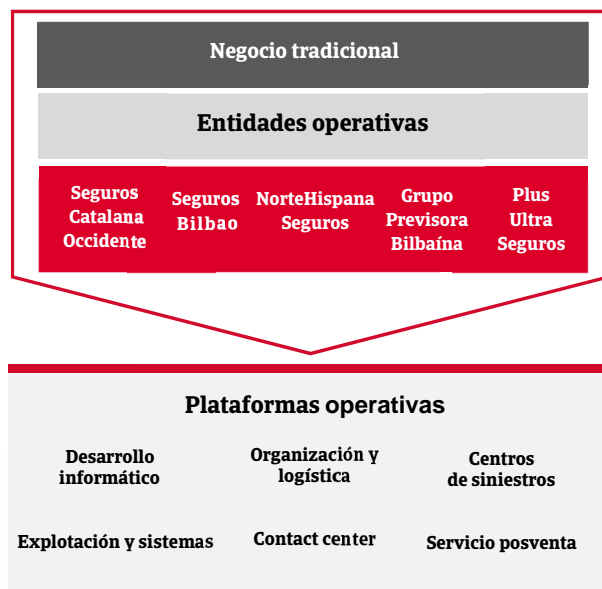 Negocio tradicional
Entidades operativas
Seguros
Catalana
Occidente
Seguros
Bilbao
NorteHispana
Seguros
Grupo
Previsora
Bilbaína
Plus
Ultra
Seguros
Plataformas operativas
Desarrollo
informático
Organización y
logística
Centros
de siniestros
Explotación y sistemas
Contact center
Servicio posventa